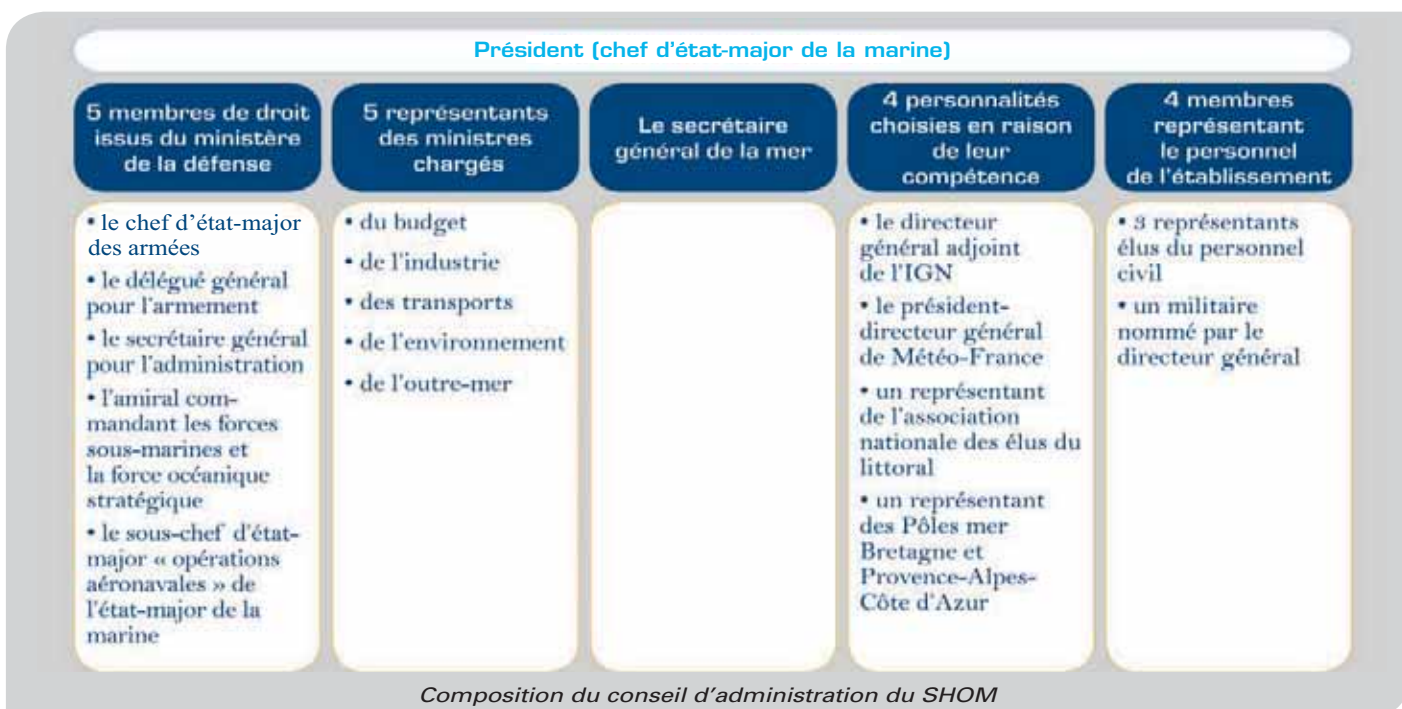 Président (chef d'état-major de la marine)
5 membres de droit
issus du ministère
de la défense
• le chef d'état-major
des armées
• le délégué général
pour l'armement
• le secrétaire général
pour l'administration
• l'amiral com-
mandant les forces
sous-marines et
la force océanique
stratégique
• le sous-chef d'état-
major « opérations
aéronavales » de
l'état-major de la
marine
5 représentants
des ministres
chargés
• du budget
• de l'industrie
• des transports
• de l'environnement
• de l'outre-mer
Le secrétaire
général de la mer
4 personnalités
choisies en raison
de leur
compétence
• le directeur
général adjoint
de l'IGN
• le président-
directeur général
de Météo-France
• un représentant
de l'association
nationale des élus du
littoral
• un représentant
des Pôles mer
Bretagne et
Provence-Alpes-
Côte d'Azur
4 membres
représentant
le personnel
de l'établissement
• 3 représentants
élus du personnel
civil
• un militaire
nommé par le
directeur général
Composition du conseil d'administration du SHOM